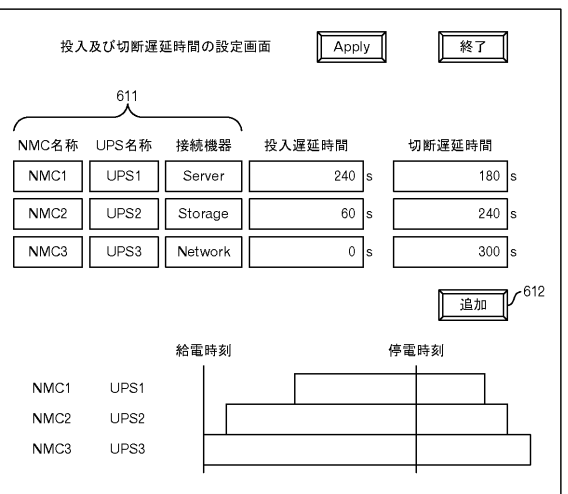 投入及び切断遅延時間の設定画面 Apply 終了
611
NMC名称 UPS名称 接続機器 投入遅延時間 切断遅延時間
NMC1 UPS1 Server 240 s 180 s
NMC2 UPS2 Storage 60 s 240 s
NMC3 UPS3 Network 0 s 300 s
追加 612
給電時刻 停電時刻
NMC1 UPS1
NMC2 UPS2
NMC3 UPS3